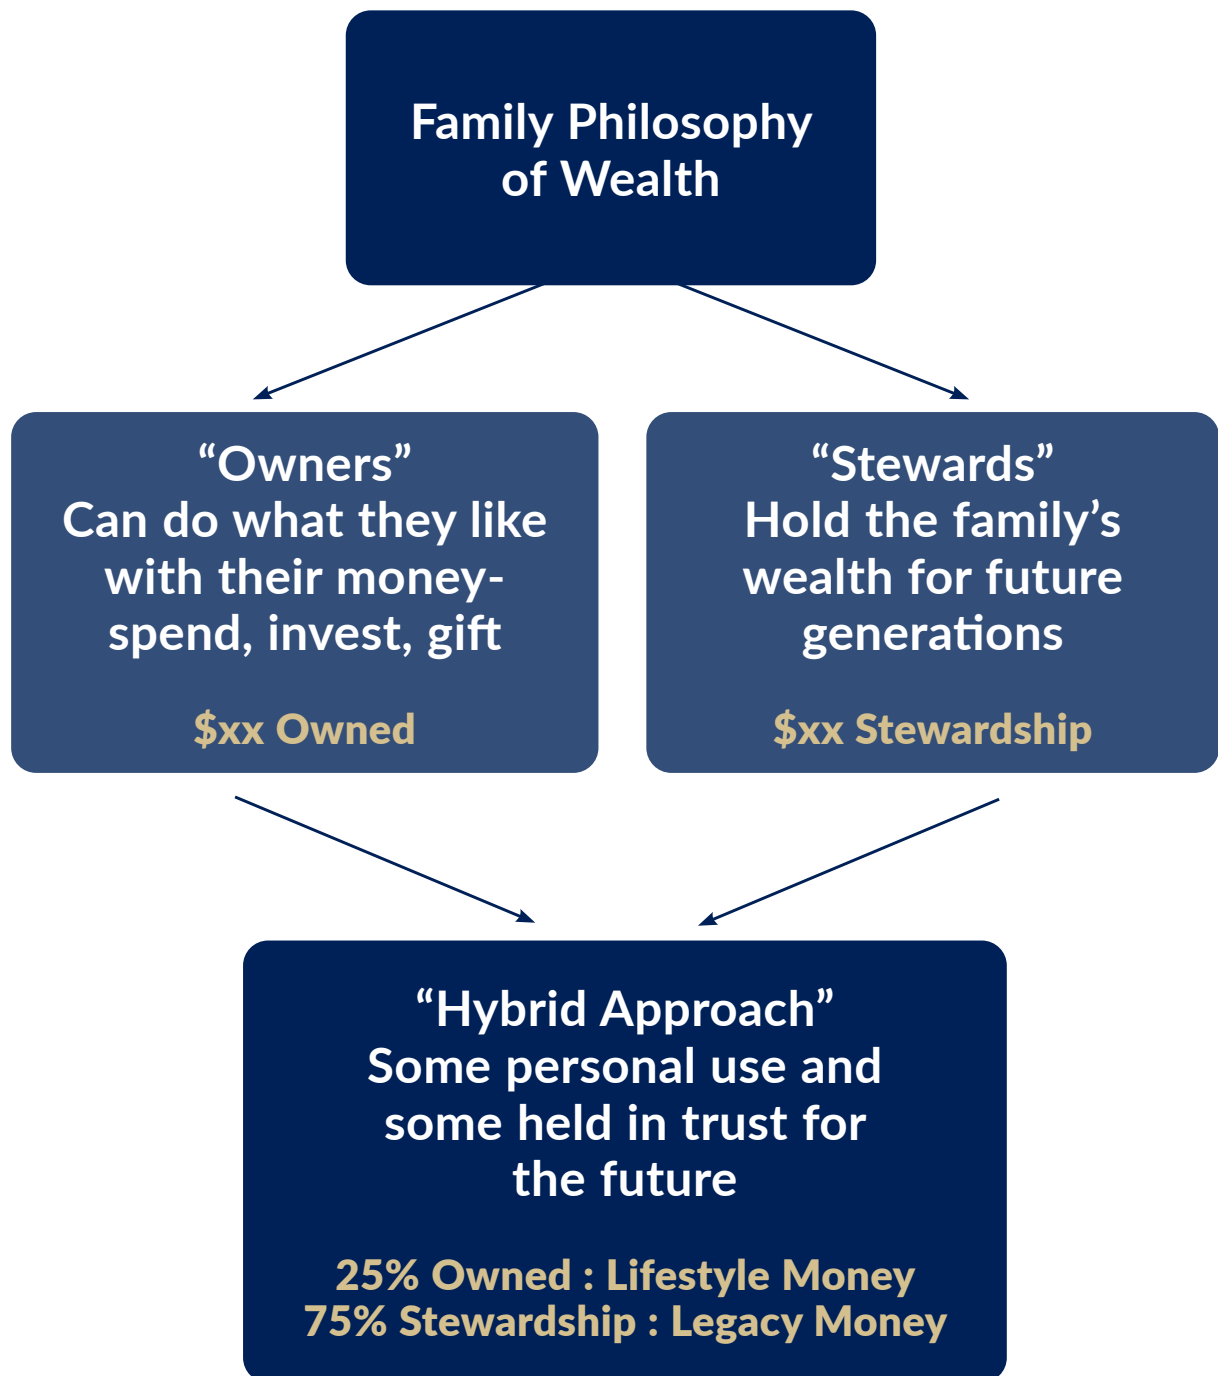 Family Philosophy
of Wealth
“Owners”
Can do what they like
with their money-
spend, invest, gift
$xx Owned
“Stewards”
Hold the family’s
wealth for future
generations
$xx Stewardship
“Hybrid Approach”
Some personal use and
some held in trust for
the future
25% Owned : Lifestyle Money
75% Stewardship : Legacy Money